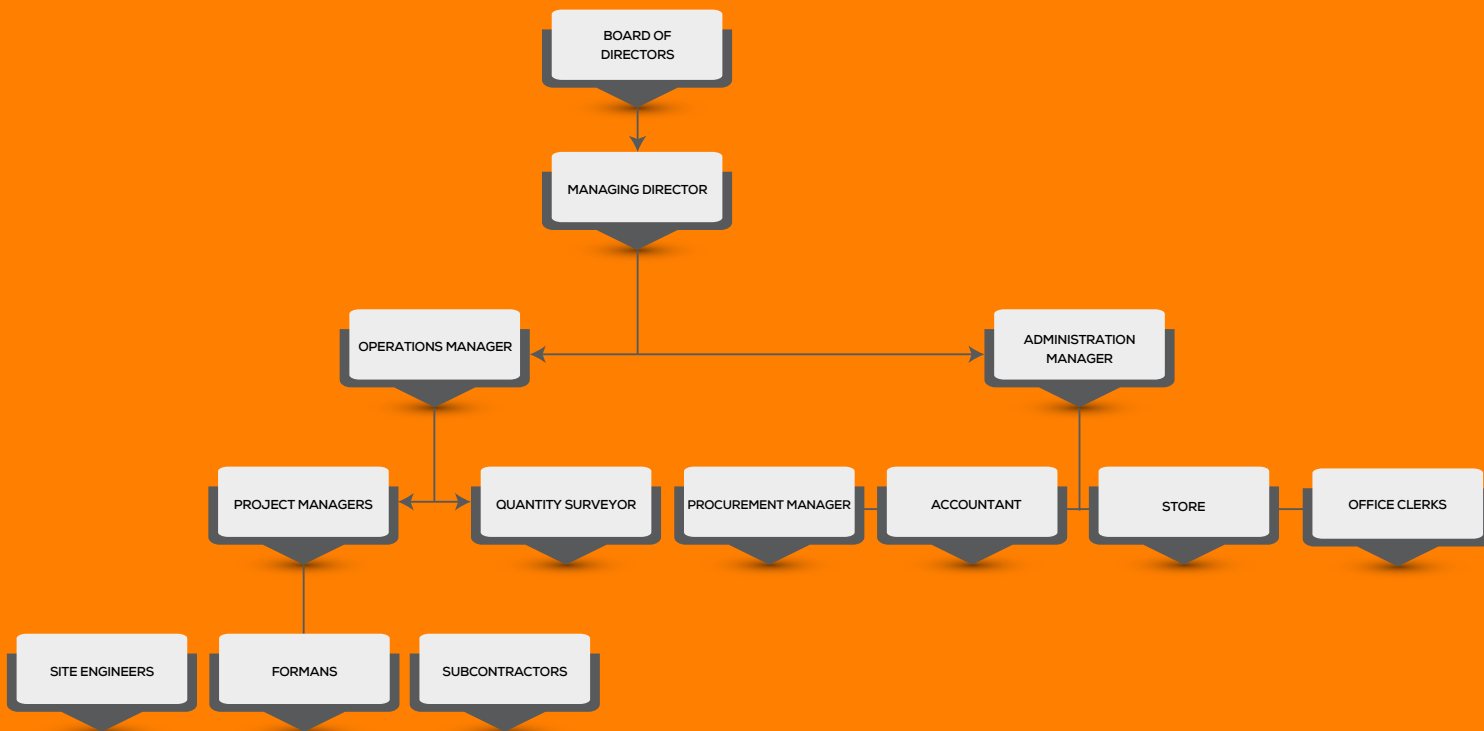 BOARD OF
DIRECTORS
MANAGING DIRECTOR
OPERATIONS MANAGER
ADMINISTRATION
MANAGER
PROJECT MANAGERS
QUANTITY SURVEYOR
PROCUREMENT MANAGER
ACCOUNTANT
STORE
OFFICE CLERKS
SITE ENGINEERS
FORMANS
SUBCONTRACTORS